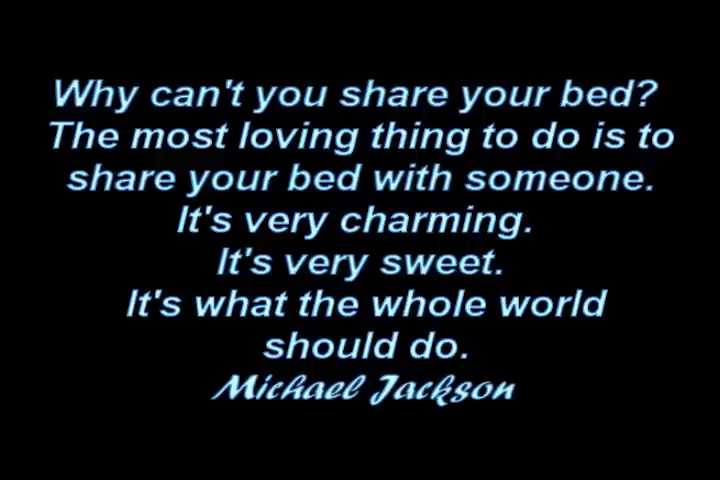 Why can't you share your bed?
The most loving thing to do is to
share your bed with someone.
It's very charming.
It's very sweet.
It's what the whole world
should do.
Michael Jackson